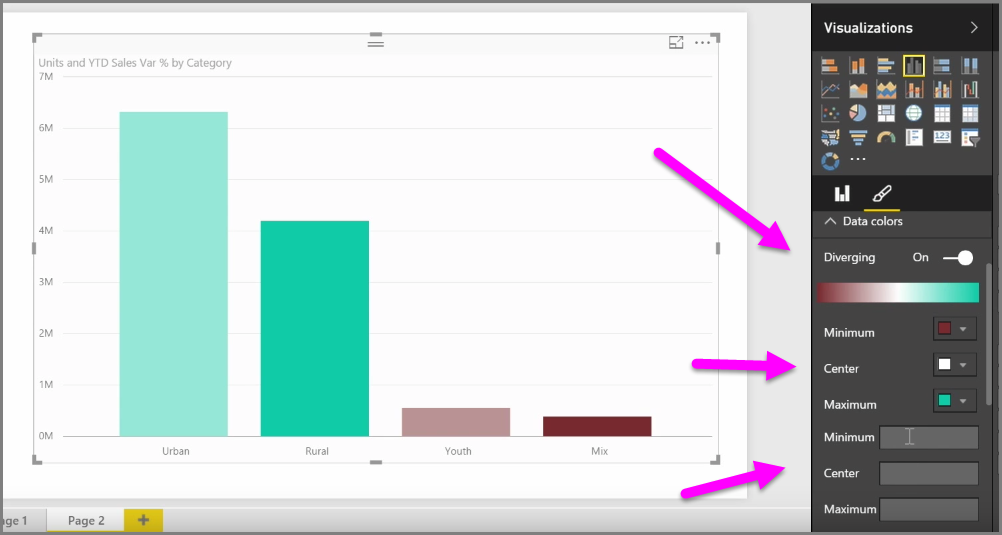 Visualizations
Units and YTD Sales Var % by Category
7M
6M
5M
4M
3M
2M
1M
0M
Urban
Rural
Youth
Mix
123
Data colors
Diverging On
Minimum
Center
Maximum
Minimum
Center
Maximum
age 1
Page 2